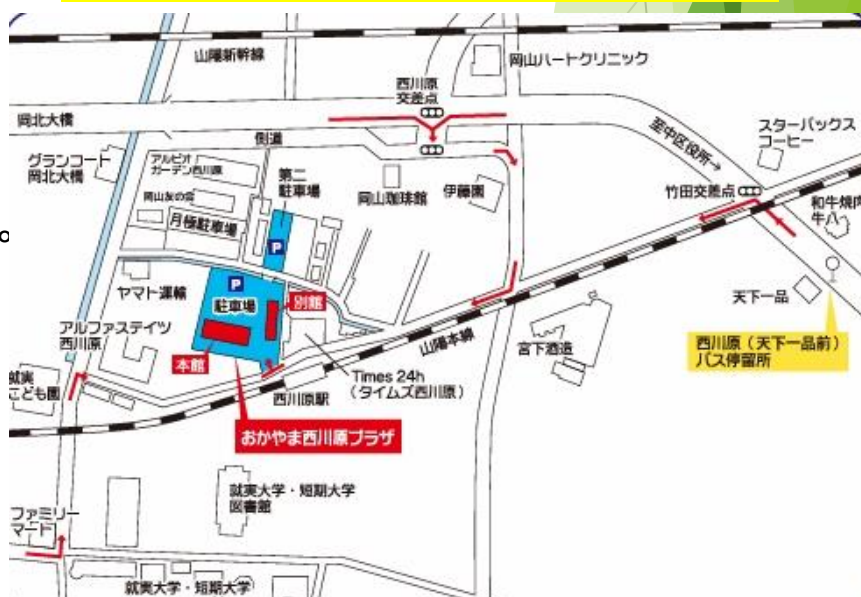 山陽新幹線
岡山ハートクリニック
西川原
交差点
岡北大橋
側道
スターバックス
コーヒー
至中区役所→
グランコート
岡北大橋
アルビオ
ガーデン西川原
第二
駐車場
岡山友の会
岡山珈琲館
伊藤園
竹田交差点
月極駐車場
和牛焼肉
牛八
P
P
ヤマト運輸
駐車場
別館
天下一品
アルファステイツ
西川原
山陽本線
宮下酒造
西川原(天下一品前)
バス停留所
本館
就実
こども園
西川原駅
Times 24h
(タイムズ西川原)
おかやま西川原プラザ
就実大学・短期大学
図書館
ファミリー
マート
就実大学・短期大学